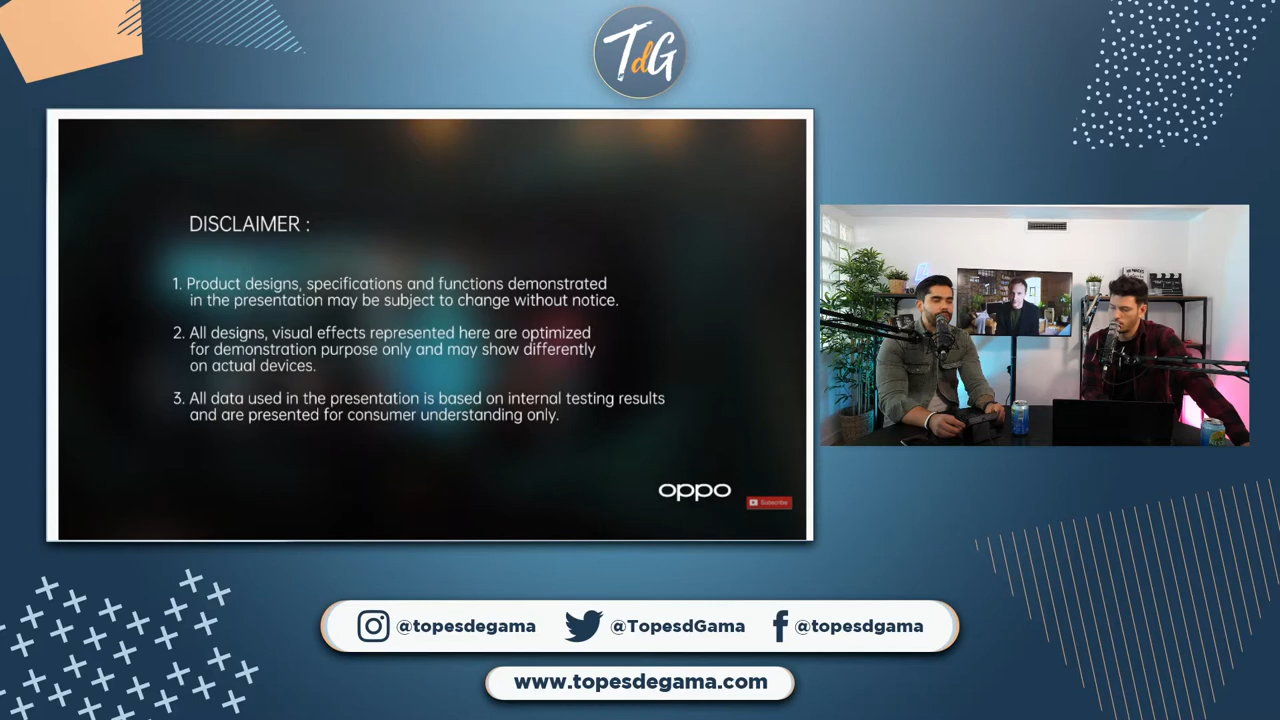 TdG
DISCLAIMER :
1. Product designs, specifications and functions demonstrated
in the presentation may be subject to change without notice.
2. All designs, visual effects represented here are optimized
for demonstration purpose only and may show differently
on actual devices.
3. All data used in the presentation is based on internal testing results
and are presented for consumer understanding only.
oppo
Subscribe
@topesdegama
@TopesdGama
@topesdgama
www.topesdegama.com